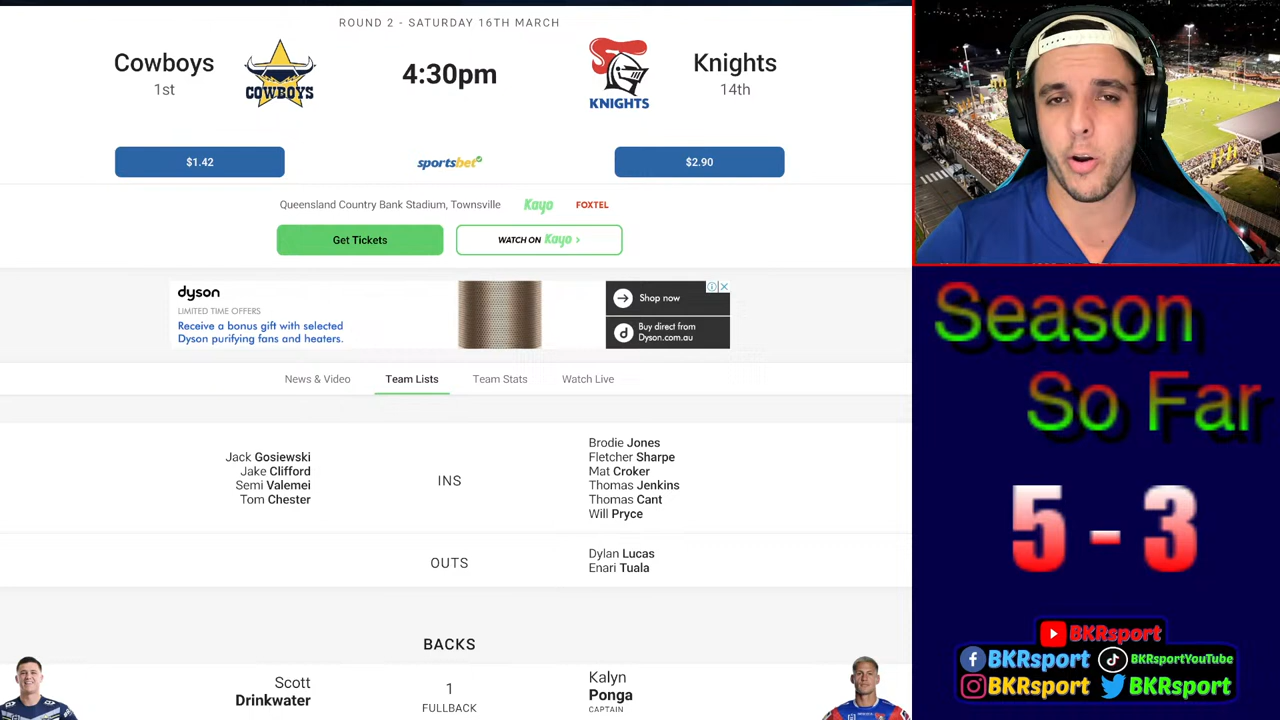 ROUND 2 - SATURDAY 16TH MARCH
Cowboys
1st
COWBOYS
4:30pm
KNIGHTS
Knights
14th
$1.42
sportsbet
$2.90
Queensland Country Bank Stadium, Townsville
Kayo
FOXTEL
Get Tickets
WATCH ON Kayo >
dyson
LIMITED TIME OFFERS
Receive a bonus gift with selected
Dyson purifying fans and heaters.
Shop now
Buy direct from
Dyson.com.au
News & Video
Team Lists
Team Stats
Watch Live
Jack Gosiewski
Jake Clifford
Semi Valemei
Tom Chester
INS
Brodie Jones
Fletcher Sharpe
Mat Croker
Thomas Jenkins
Thomas Cant
Will Pryce
OUTS
Dylan Lucas
Enari Tuala
BACKS
Scott
Drinkwater
1
FULLBACK
Kalyn
Ponga
CAPTAIN
Season
So Far
5 - 3
BKRsport
BKRsport
BKRsportYouTube
BKRsport
BKRsport